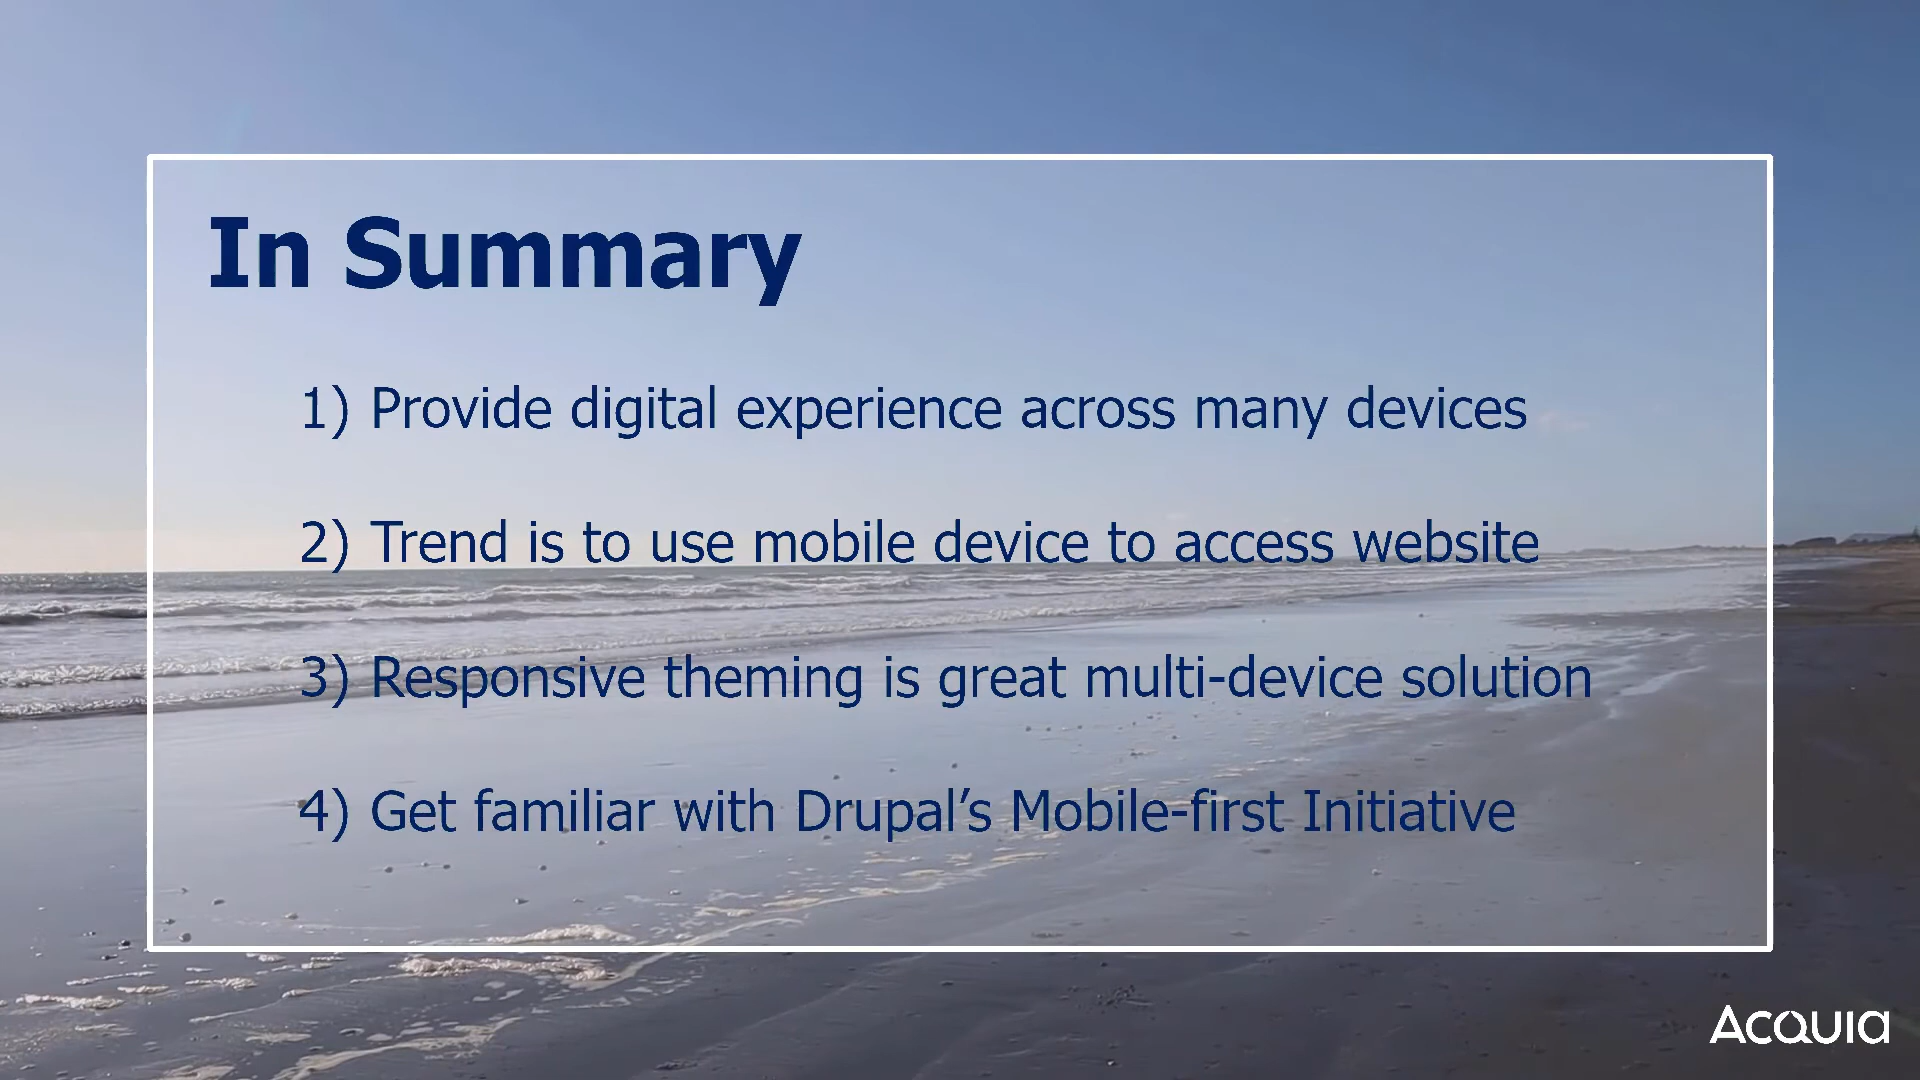 In Summary
1) Provide digital experience across many devices
2) Trend is to use mobile device to access website
3) Responsive theming is great multi-device solution
4) Get familiar with Drupal’s Mobile-first Initiative
Acquia